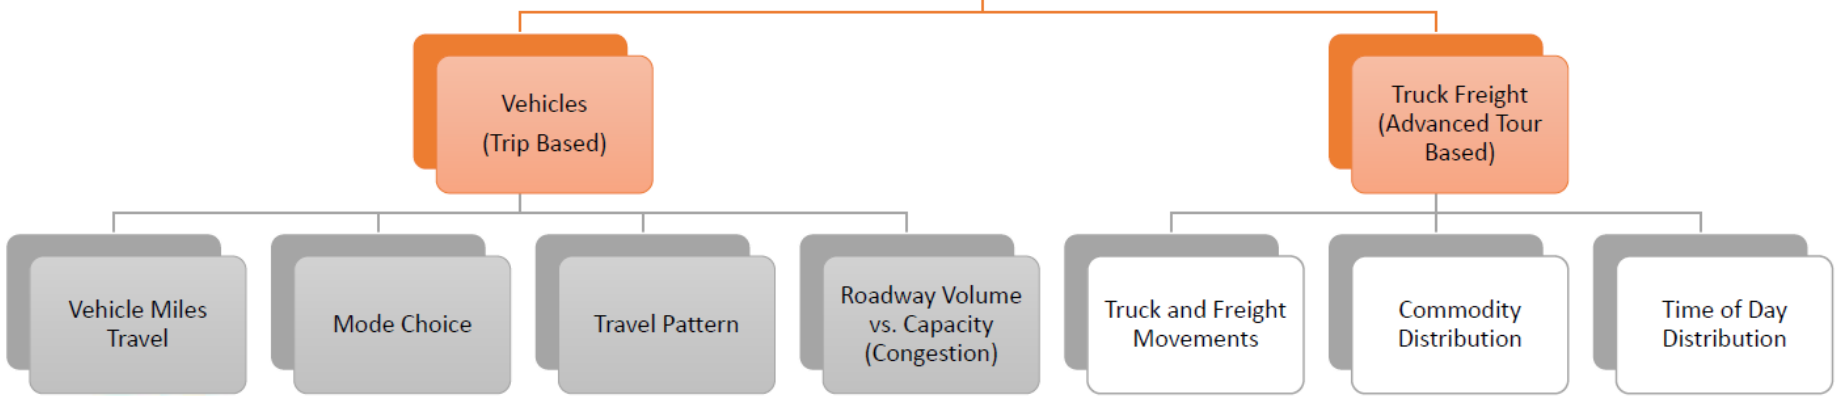 Vehicles
(Trip Based)
Truck Freight
(Advanced Tour
Based)
Vehicle Miles
Travel
Mode Choice
Travel Pattern
Roadway Volume
vs. Capacity
(Congestion)
Truck and Freight
Movements
Commodity
Distribution
Time of Day
Distribution